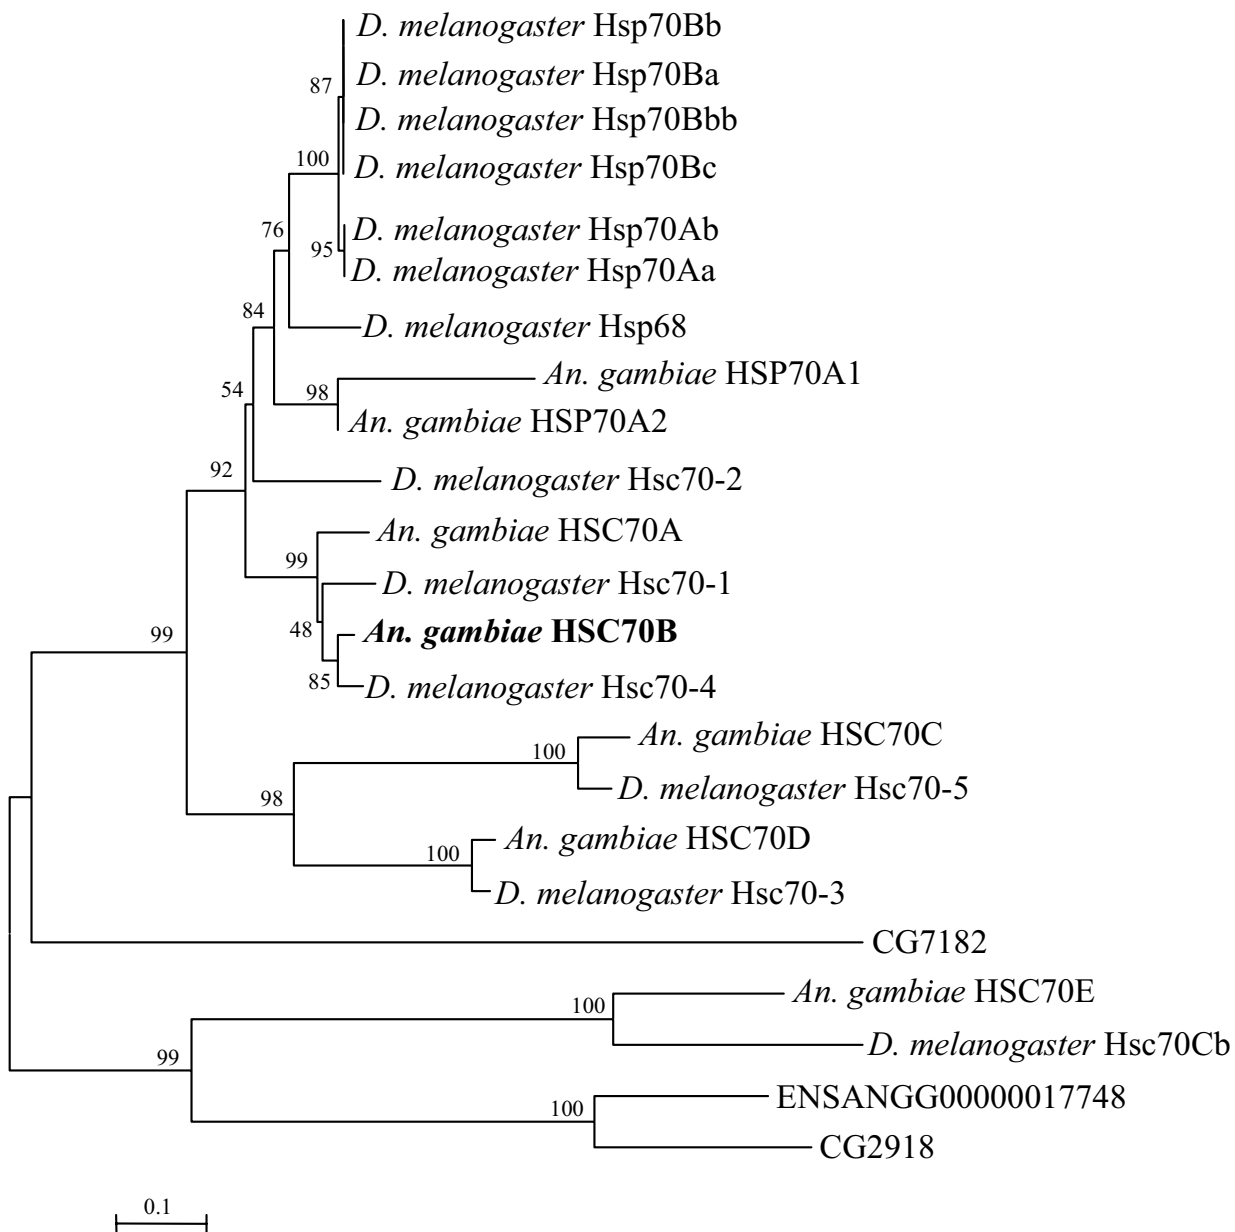 D. melanogaster Hsp70Bb
D. melanogaster Hsp70Ba
87
D. melanogaster Hsp70Bbb
100
D. melanogaster Hsp70Bc
76
D. melanogaster Hsp70Ab
95
D. melanogaster Hsp70Aa
84
D. melanogaster Hsp68
An. gambiae HSP70A1
54
98
An. gambiae HSP70A2
92
D. melanogaster Hsc70-2
An. gambiae HSC70A
99
D. melanogaster Hsc70-1
99
48
An. gambiae HSC70B
85
D. melanogaster Hsc70-4
An. gambiae HSC70C
100
D. melanogaster Hsc70-5
98
An. gambiae HSC70D
100
D. melanogaster Hsc70-3
CG7182
An. gambiae HSC70E
100
D. melanogaster Hsc70Cb
99
ENSANGG00000017748
100
CG2918
0.1